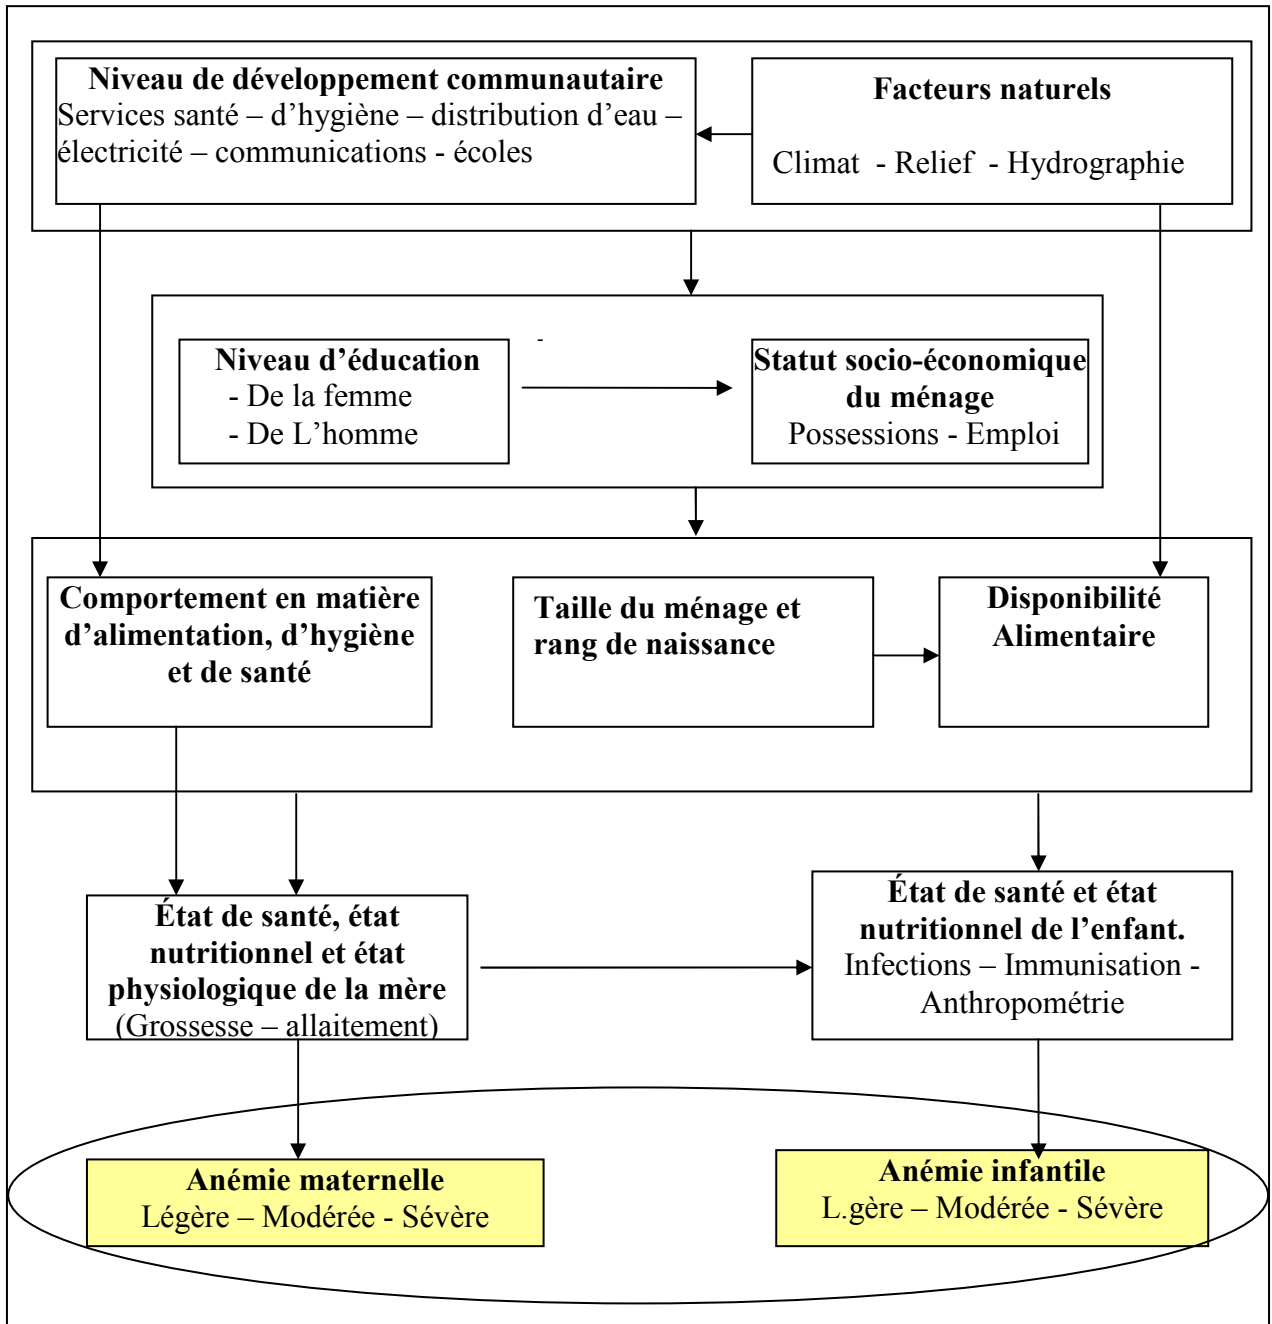 Niveau de développement communautaire
Services santé – d’hygiène – distribution d’eau –
électricité – communications - écoles
Facteurs naturels
Climat - Relief - Hydrographie
Niveau d’éducation
- De la femme
- De L’homme
-
Statut socio-économique
du ménage
Possessions - Emploi
Comportement en matière
d’alimentation, d’hygiène
et de santé
Taille du ménage et
rang de naissance
Disponibilité
Alimentaire
État de santé, état
nutritionnel et état
physiologique de la mère
(Grossesse – allaitement)
État de santé et état
nutritionnel de l’enfant.
Infections – Immunisation -
Anthropométrie
Anémie maternelle
Légère – Modérée - Sévère
Anémie infantile
L.gère – Modérée - Sévère